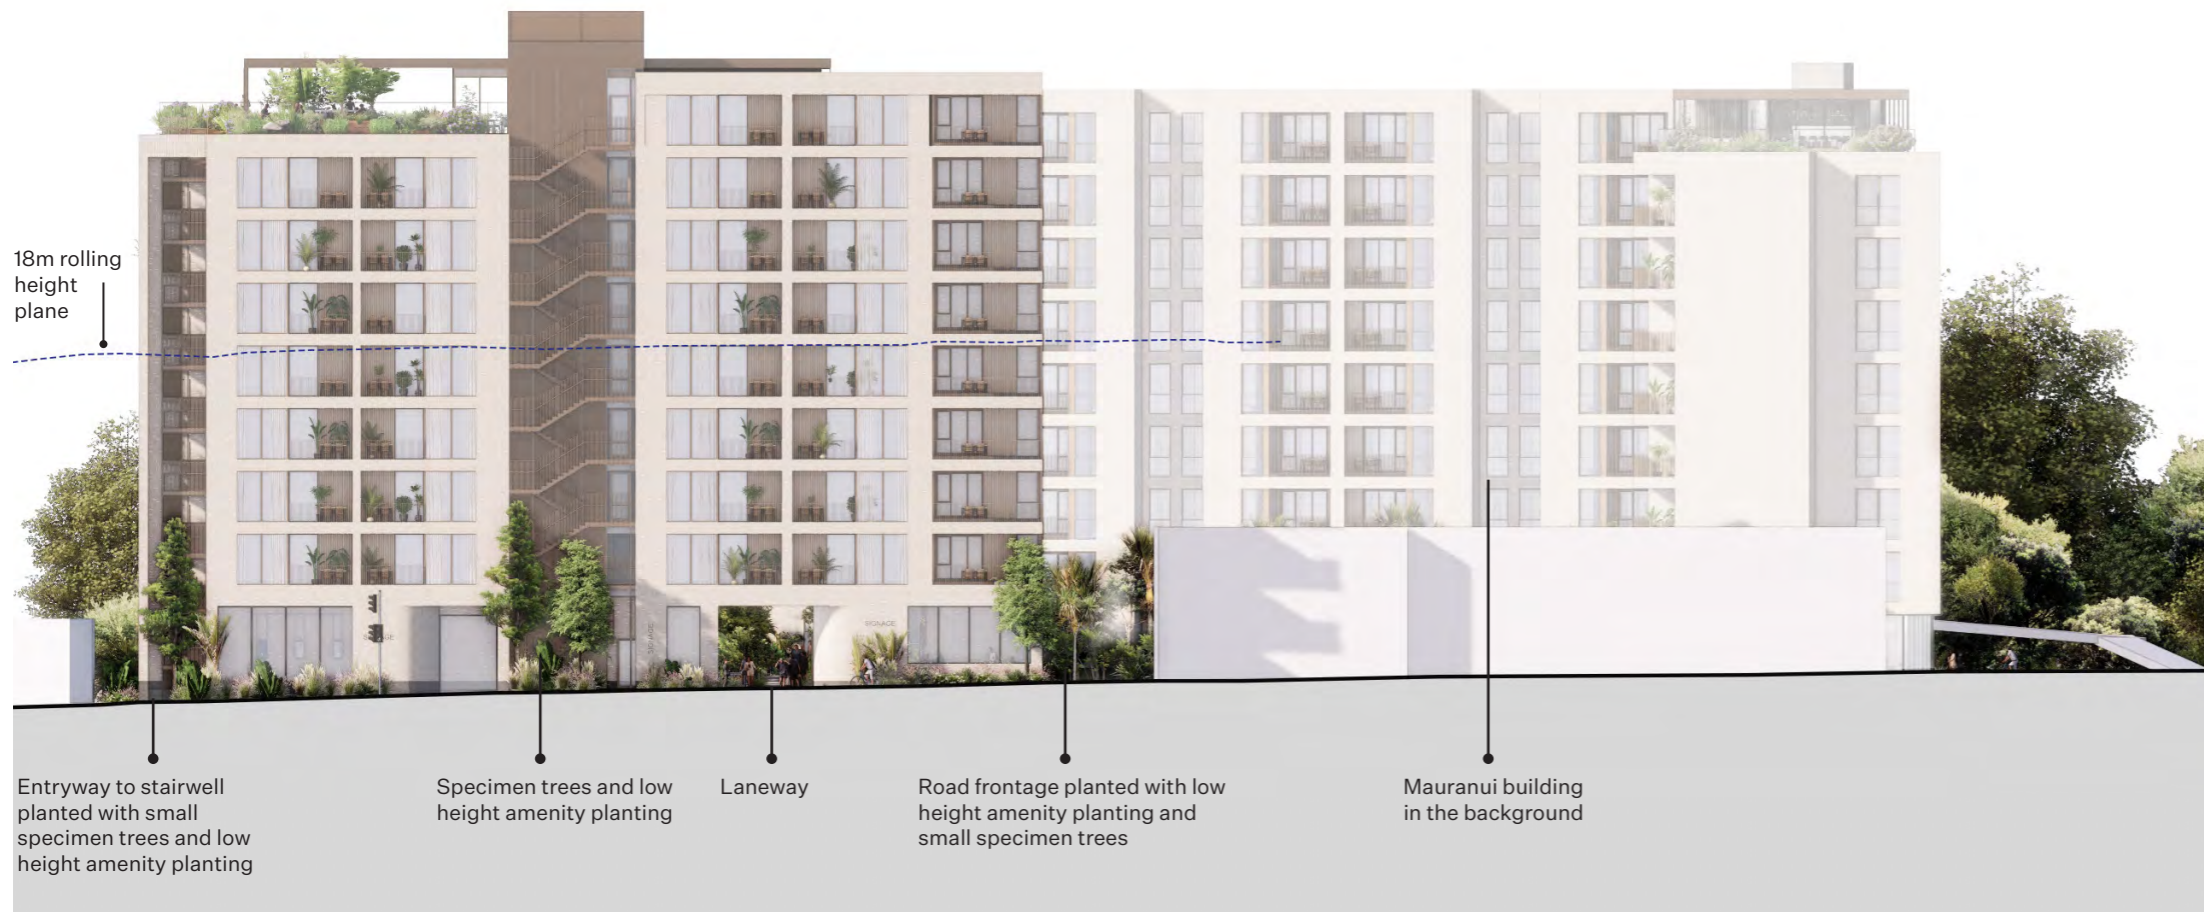 18m rolling
height
plane
SIGNAGE
SIGNAGE
Entryway to stairwell
planted with small
specimen trees and low
height amenity planting
Specimen trees and low
height amenity planting
Laneway
Road frontage planted with low
height amenity planting and
small specimen trees
Mauranui building
in the background